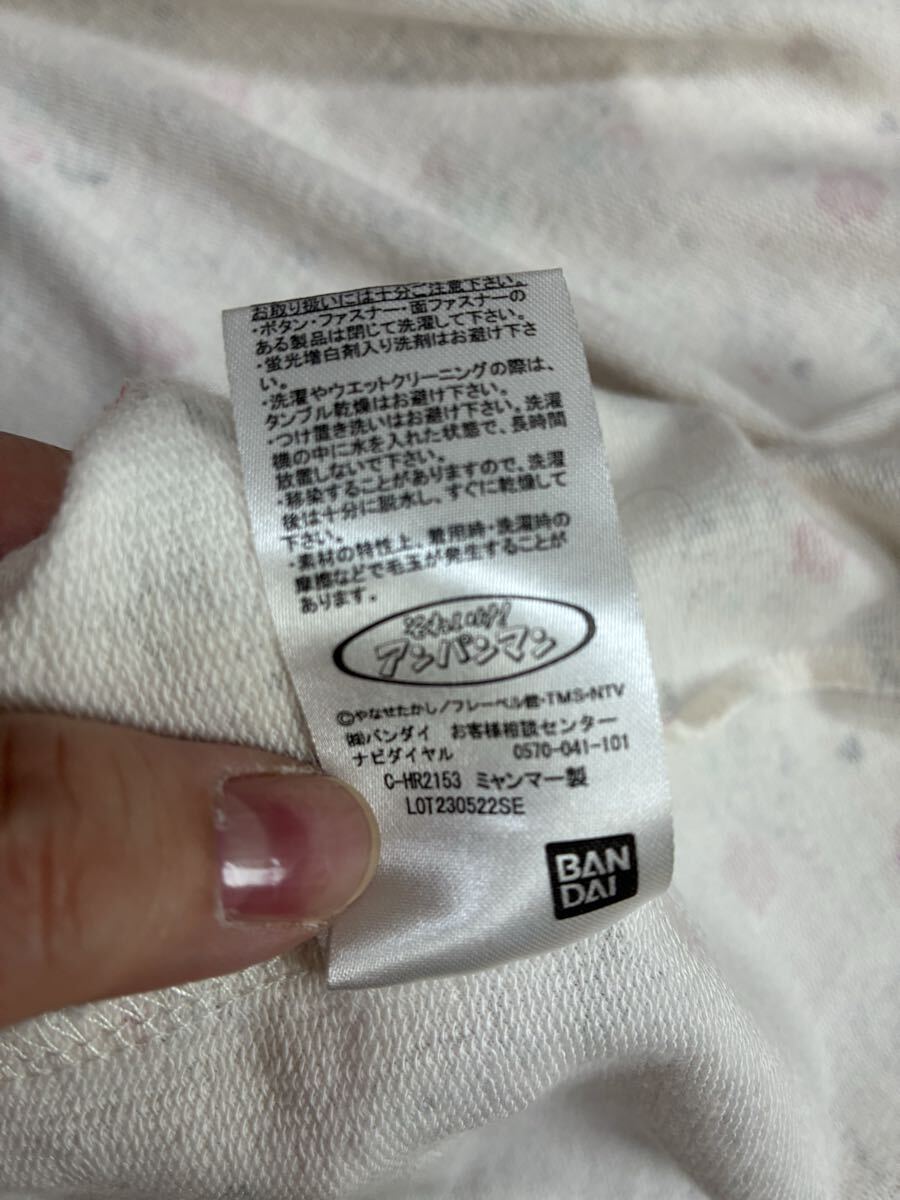 お取り扱いには十分ご注意下さい。
・ボタン・ファスナー・面ファスナーの
ある製品は閉じて洗濯して下さい。
・蛍光増白剤入り洗剤はお避け下さ
い。
・洗濯やウエットクリーニングの際は、
タンブル乾燥はお避け下さい。
・つけ置き洗いはお避け下さい。洗濯
機の中に水を入れた状態で、長時間
放置しないで下さい。
・移染することがありますので、洗濯
後は十分に脱水し、すぐに乾燥して
下さい。
・素材の特性上、着用時・洗濯時の
摩擦などで毛玉が発生することが
あります。
それいけ!
アンパンマン
©やなせたかし/フレーベル館・TMS・NTV
㈱バンダイ お客様相談センター
ナビダイヤル 0570-041-101
C-HR2153 ミャンマー製
LOT230522SE
BAN
DAI